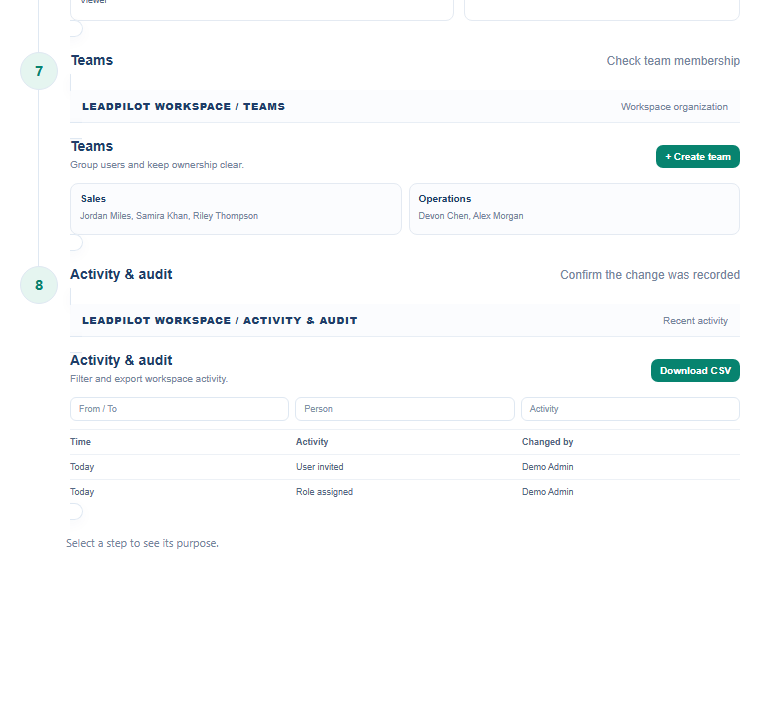 Viewer
7
Teams
Check team membership
LEADPILOT WORKSPACE / TEAMS
Workspace organization
Teams
Group users and keep ownership clear.
+ Create team
Sales
Jordan Miles, Samira Khan, Riley Thompson
Operations
Devon Chen, Alex Morgan
8
Activity & audit
Confirm the change was recorded
LEADPILOT WORKSPACE / ACTIVITY & AUDIT
Recent activity
Activity & audit
Filter and export workspace activity.
Download CSV
From / To
Person
Activity
Time
Activity
Changed by
Today
User invited
Demo Admin
Today
Role assigned
Demo Admin
Select a step to see its purpose.